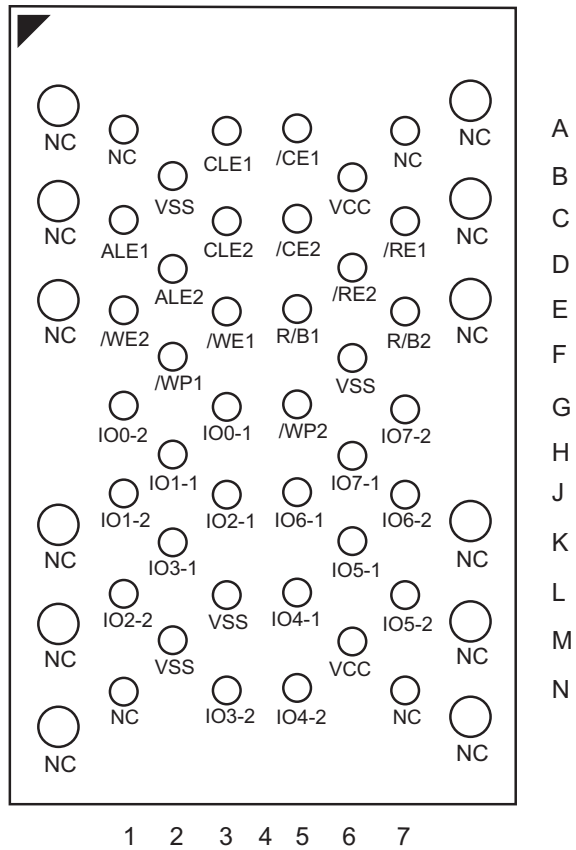 NC NC CLE1 /CE1 NC NC A
VSS VCC B
NC ALE1 CLE2 /CE2 /RE1 NC C
ALE2 /RE2 D
NC /WE2 /WE1 R/B1 R/B2 NC E
/WP1 VSS F
IO0-2 IO0-1 /WP2 IO7-2 G
IO1-1 IO7-1 H
IO1-2 IO2-1 IO6-1 IO6-2 J
NC IO3-1 IO5-1 NC K
IO2-2 VSS IO4-1 IO5-2 L
NC VSS VCC NC M
NC IO3-2 IO4-2 NC N
NC NC
1 2 3 4 5 6 7